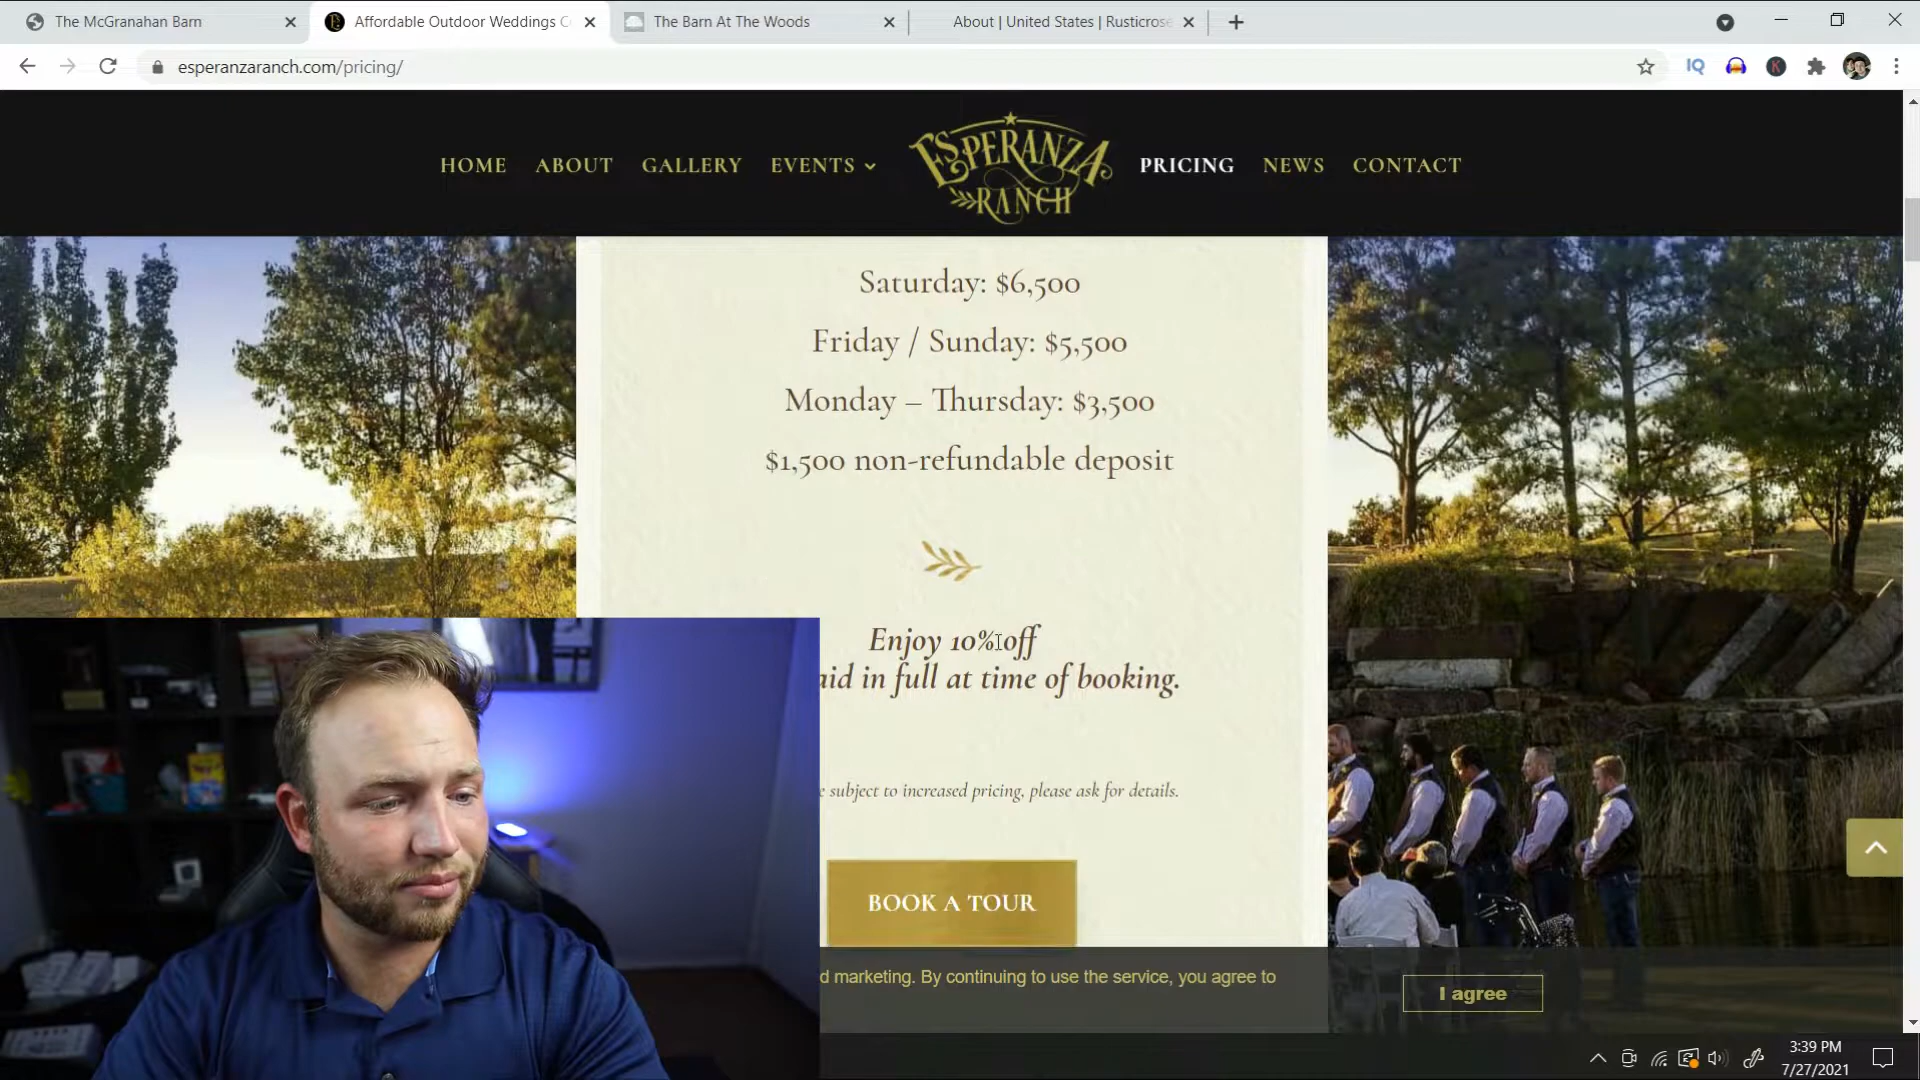 The McGranahan Barn
Affordable Outdoor Weddings C
The Barn At The Woods
About | United States | Rusticrose
esperanzaranch.com/pricing/
IQ
K
HOME
ABOUT
GALLERY
EVENTS
ESPERANZA
RANCH
PRICING
NEWS
CONTACT
Saturday: $6,500
Friday / Sunday: $5,500
Monday – Thursday: $3,500
$1,500 non-refundable deposit
Enjoy 10% off
aid in full at time of booking.
e subject to increased pricing, please ask for details.
BOOK A TOUR
d marketing. By continuing to use the service, you agree to
I agree
3:39 PM
7/27/2021